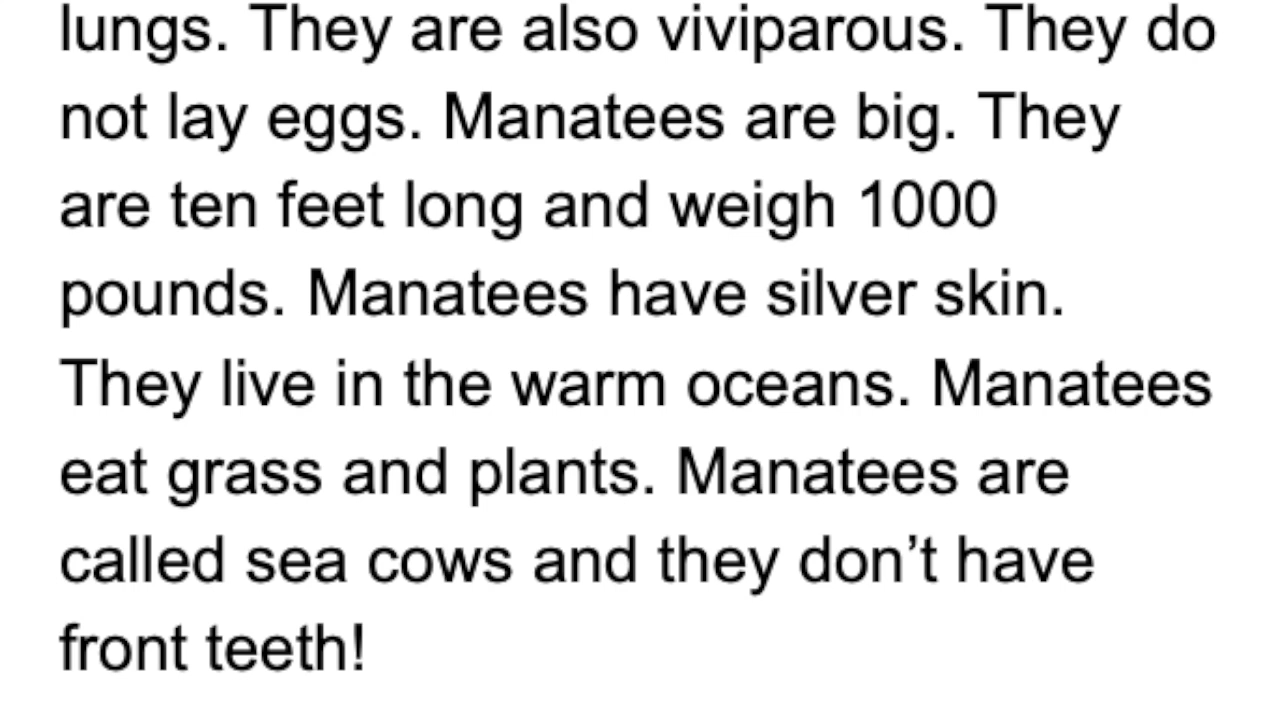 lungs. They are also viviparous. They do
not lay eggs. Manatees are big. They
are ten feet long and weigh 1000
pounds. Manatees have silver skin.
They live in the warm oceans. Manatees
eat grass and plants. Manatees are
called sea cows and they don’t have
front teeth!